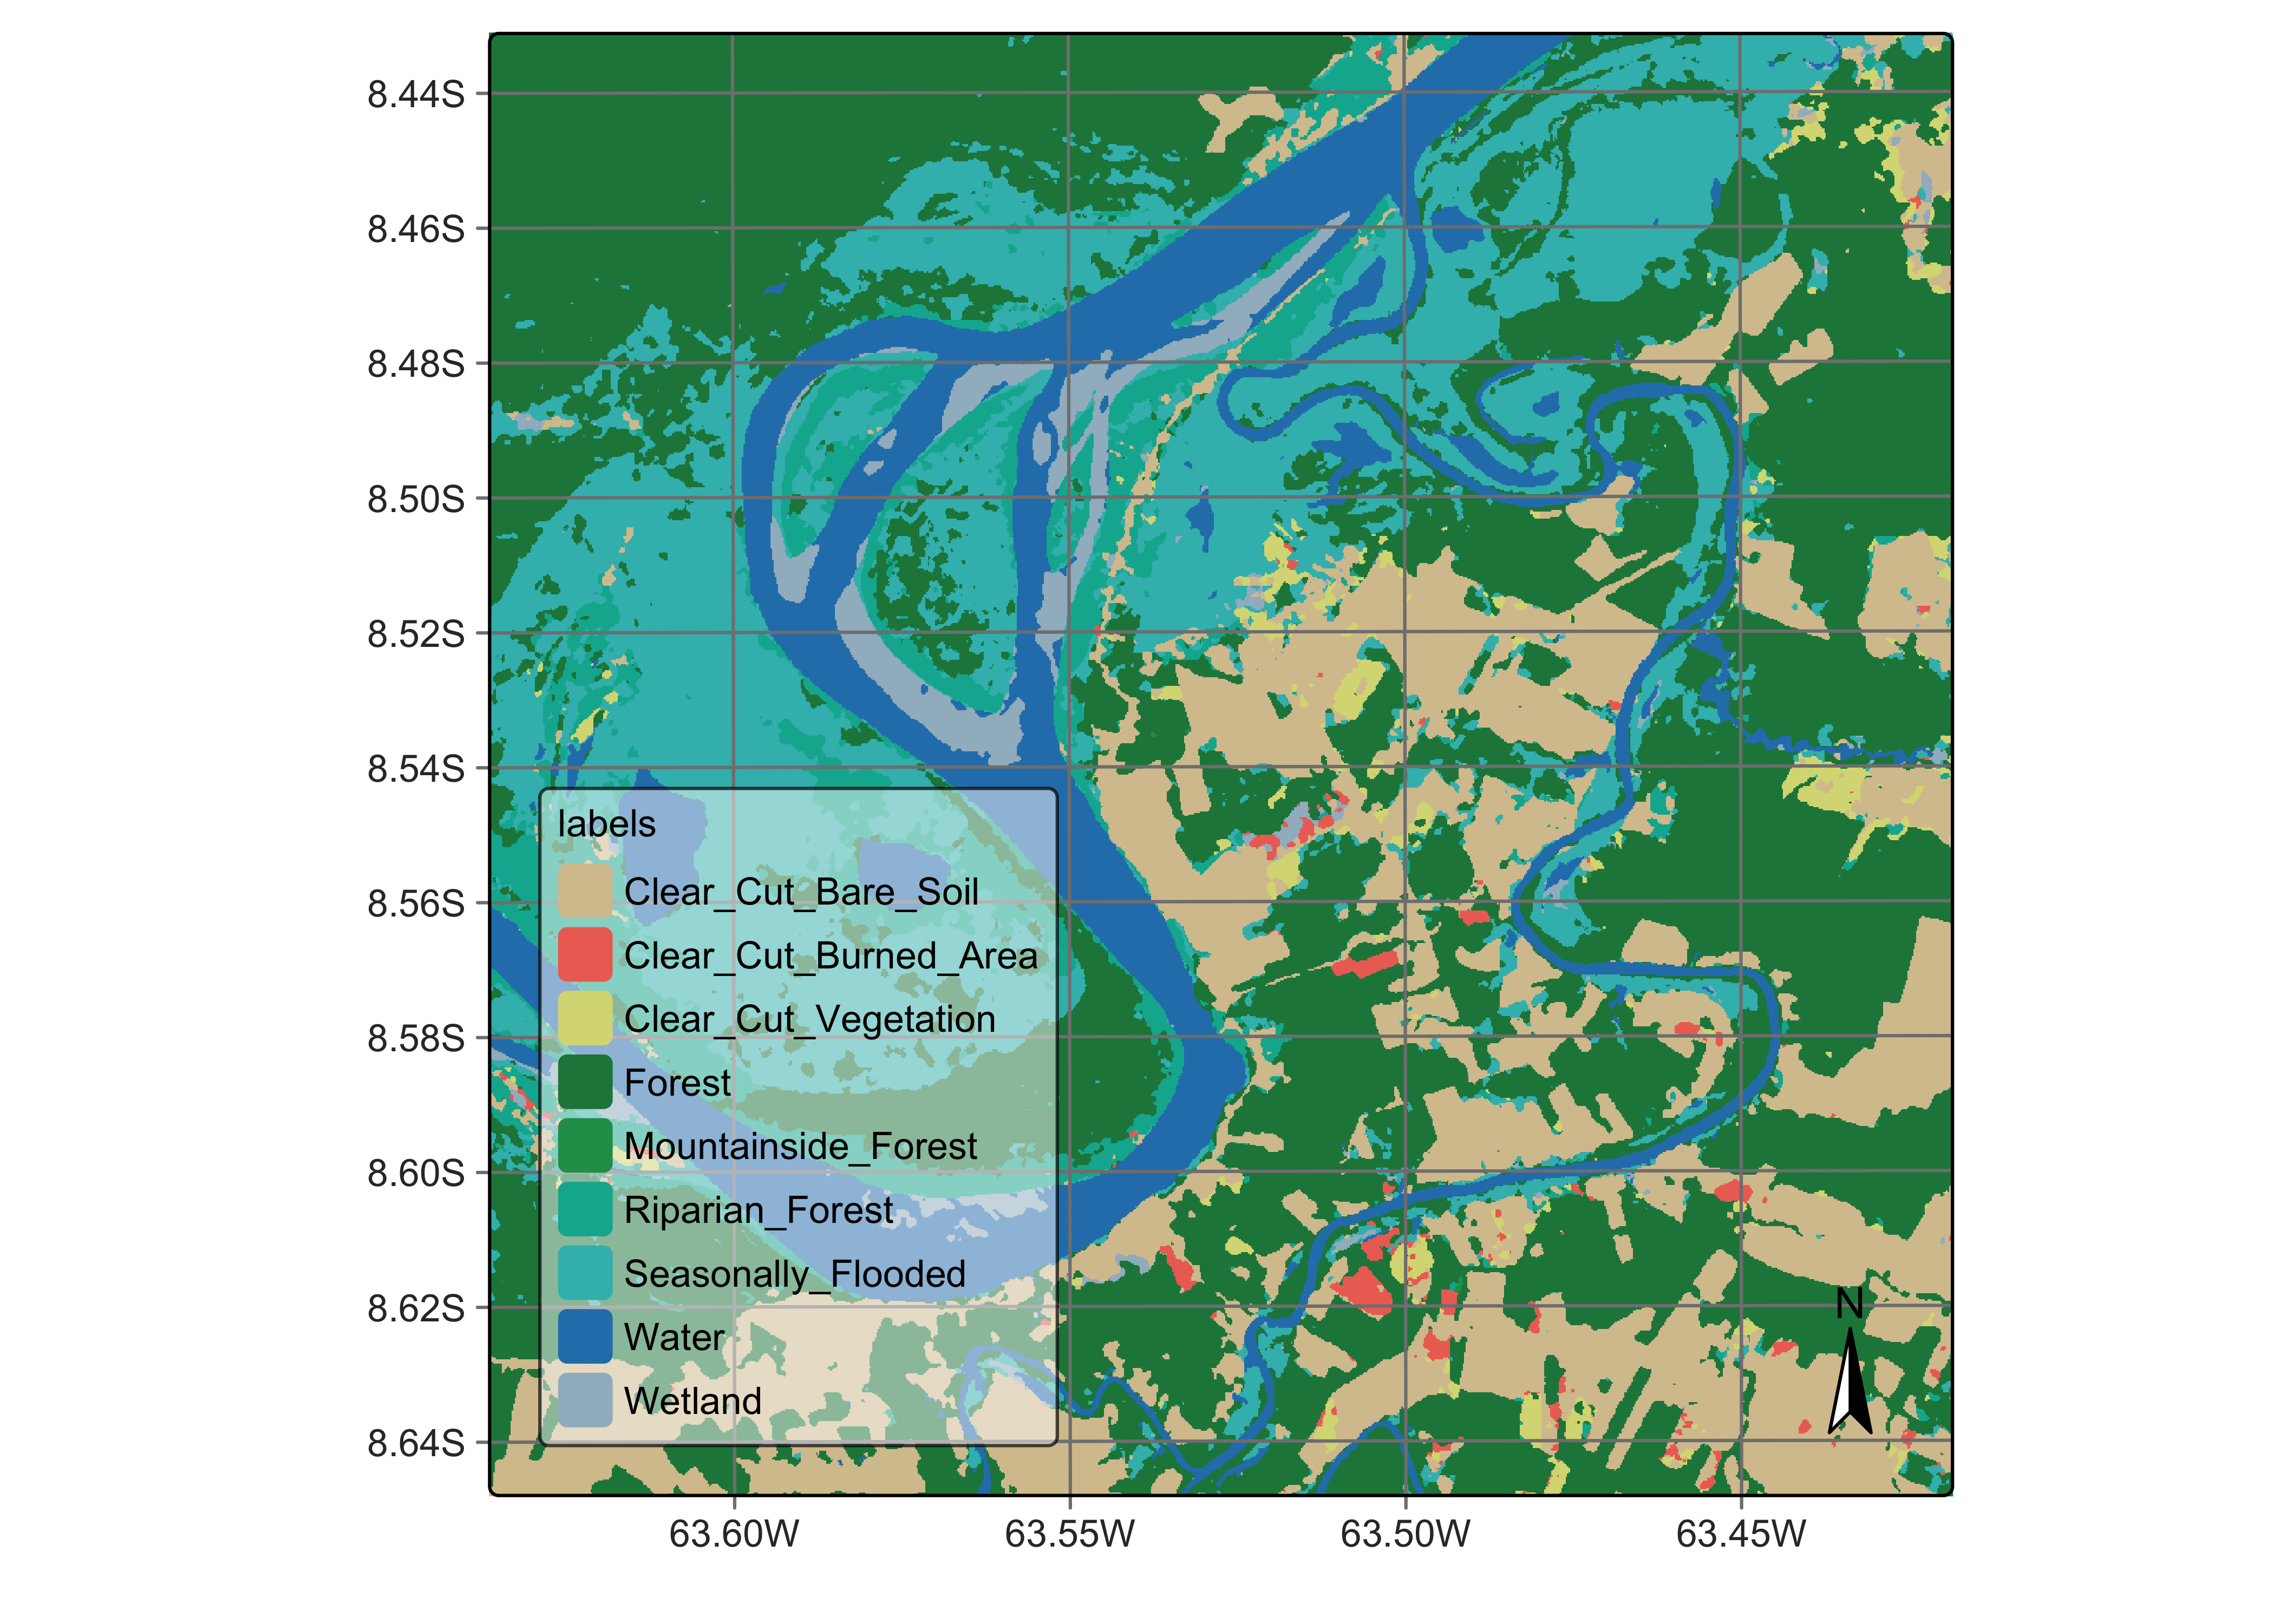 8.44S
8.46S
8.48S
8.50S
8.52S
8.54S
8.56S
8.58S
8.60S
8.62S
8.64S
labels
Clear_Cut_Bare_Soil
Clear_Cut_Burned_Area
Clear_Cut_Vegetation
Forest
Mountainside_Forest
Riparian_Forest
Seasonally_Flooded
Water
Wetland
N
63.60W 63.55W 63.50W 63.45W